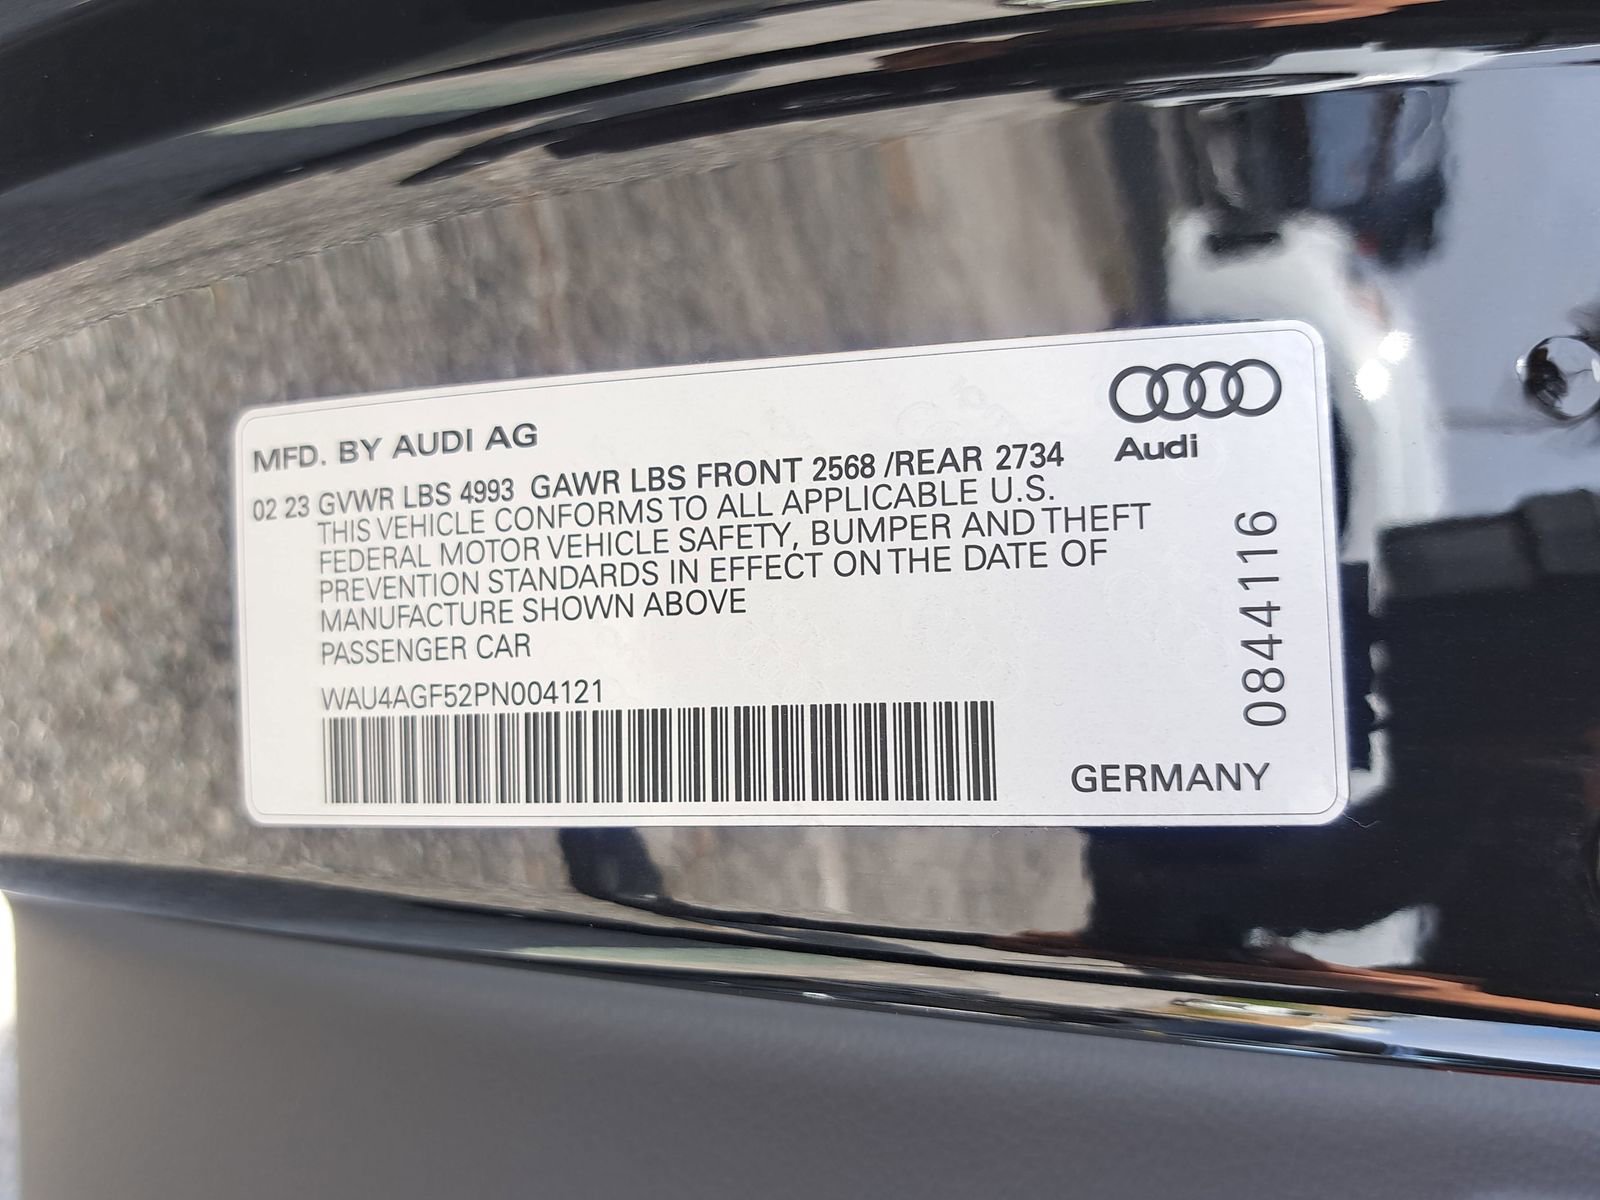 MFD. BY AUDI AG
Audi
02 23 GVWR LBS 4993 GAWR LBS FRONT 2568 /REAR 2734
THIS VEHICLE CONFORMS TO ALL APPLICABLE U.S.
FEDERAL MOTOR VEHICLE SAFETY, BUMPER AND THEFT
PREVENTION STANDARDS IN EFFECT ON THE DATE OF
MANUFACTURE SHOWN ABOVE
PASSENGER CAR
WAU4AGF52PN004121
0844116
GERMANY